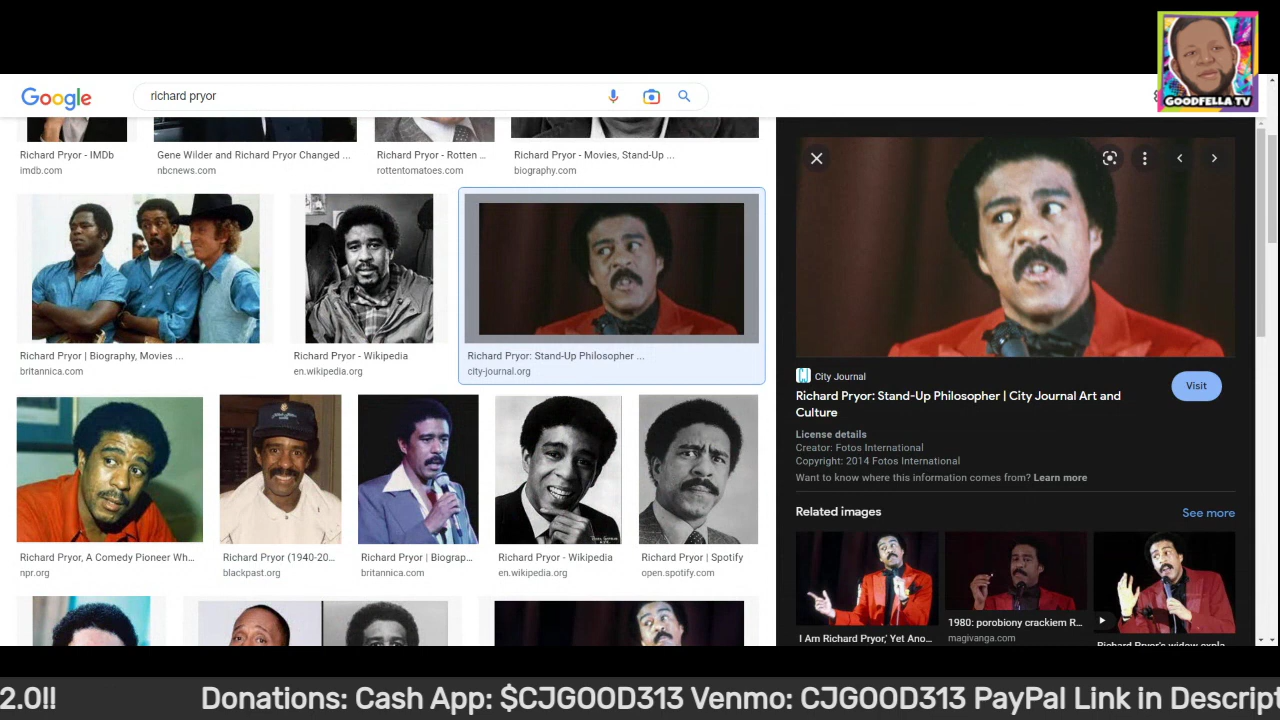 GOODFELLA TV
Google
richard pryor
Richard Pryor - IMDb
imdb.com
Gene Wilder and Richard Pryor Changed ...
nbcnews.com
Richard Pryor - Rotten ...
rottentomatoes.com
Richard Pryor - Movies, Stand-Up ...
biography.com
Richard Pryor | Biography, Movies ...
britannica.com
Richard Pryor - Wikipedia
en.wikipedia.org
Richard Pryor: Stand-Up Philosopher ...
city-journal.org
Richard Pryor, A Comedy Pioneer Wh...
npr.org
Richard Pryor (1940-20...
blackpast.org
Richard Pryor | Biograp...
britannica.com
Richard Pryor - Wikipedia
en.wikipedia.org
Richard Pryor | Spotify
open.spotify.com
City Journal
Visit
Richard Pryor: Stand-Up Philosopher | City Journal Art and
Culture
License details
Creator: Fotos International
Copyright: 2014 Fotos International
Want to know where this information comes from? Learn more
Related images
See more
I Am Richard Pryor,' Yet Ano...
1980: porobiony crackiem R...
magivanga.com
Richard Pryor's widow expla...
2.0!!
Donations: Cash App: $CJGOOD313 Venmo: CJGOOD313 PayPal Link in Descript